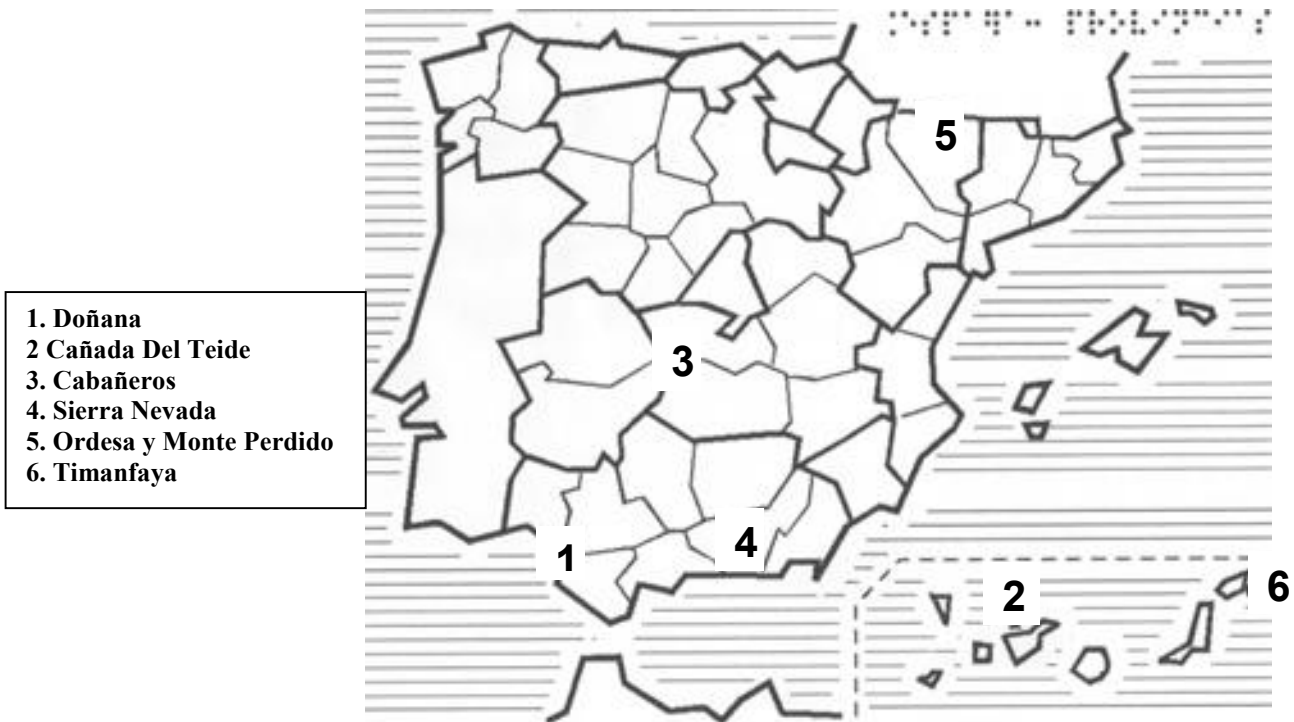 1. Doñana
2 Cañada Del Teide
3. Cabañeros
4. Sierra Nevada
5. Ordesa y Monte Perdido
6. Timanfaya
5
3
1
4
2
6